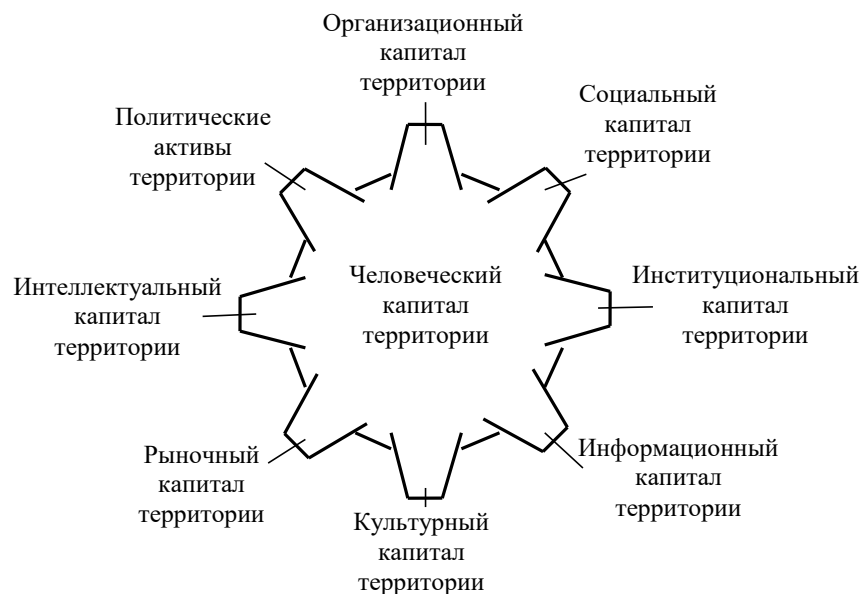 Организационный
капитал
территории
Социальный
капитал
территории
Политические
активы
территории
Интеллектуальный
капитал
территории
Человеческий
капитал
территории
Институциональный
капитал
территории
Рыночный
капитал
территории
Информационный
капитал
территории
Культурный
капитал
территории